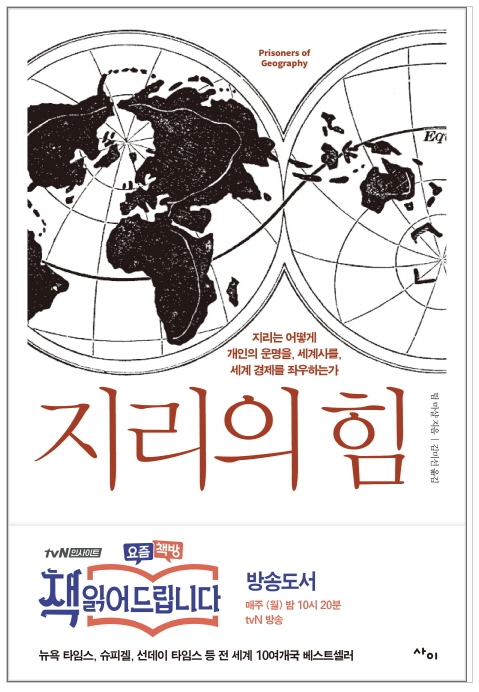 Prisoners of
Geography
Equ
지리는 어떻게
개인의 운명을, 세계사를,
세계 경제를 좌우하는가
지리의 힘
팀 마샬 지음 | 김미선 옮김
tvN 인사이트
요즘 책방
책 읽어드립니다
방송도서
매주 (월) 밤 10시 20분
tvN 방송
뉴욕 타임스, 슈피겔, 선데이 타임스 등 전 세계 10여개국 베스트셀러
사이